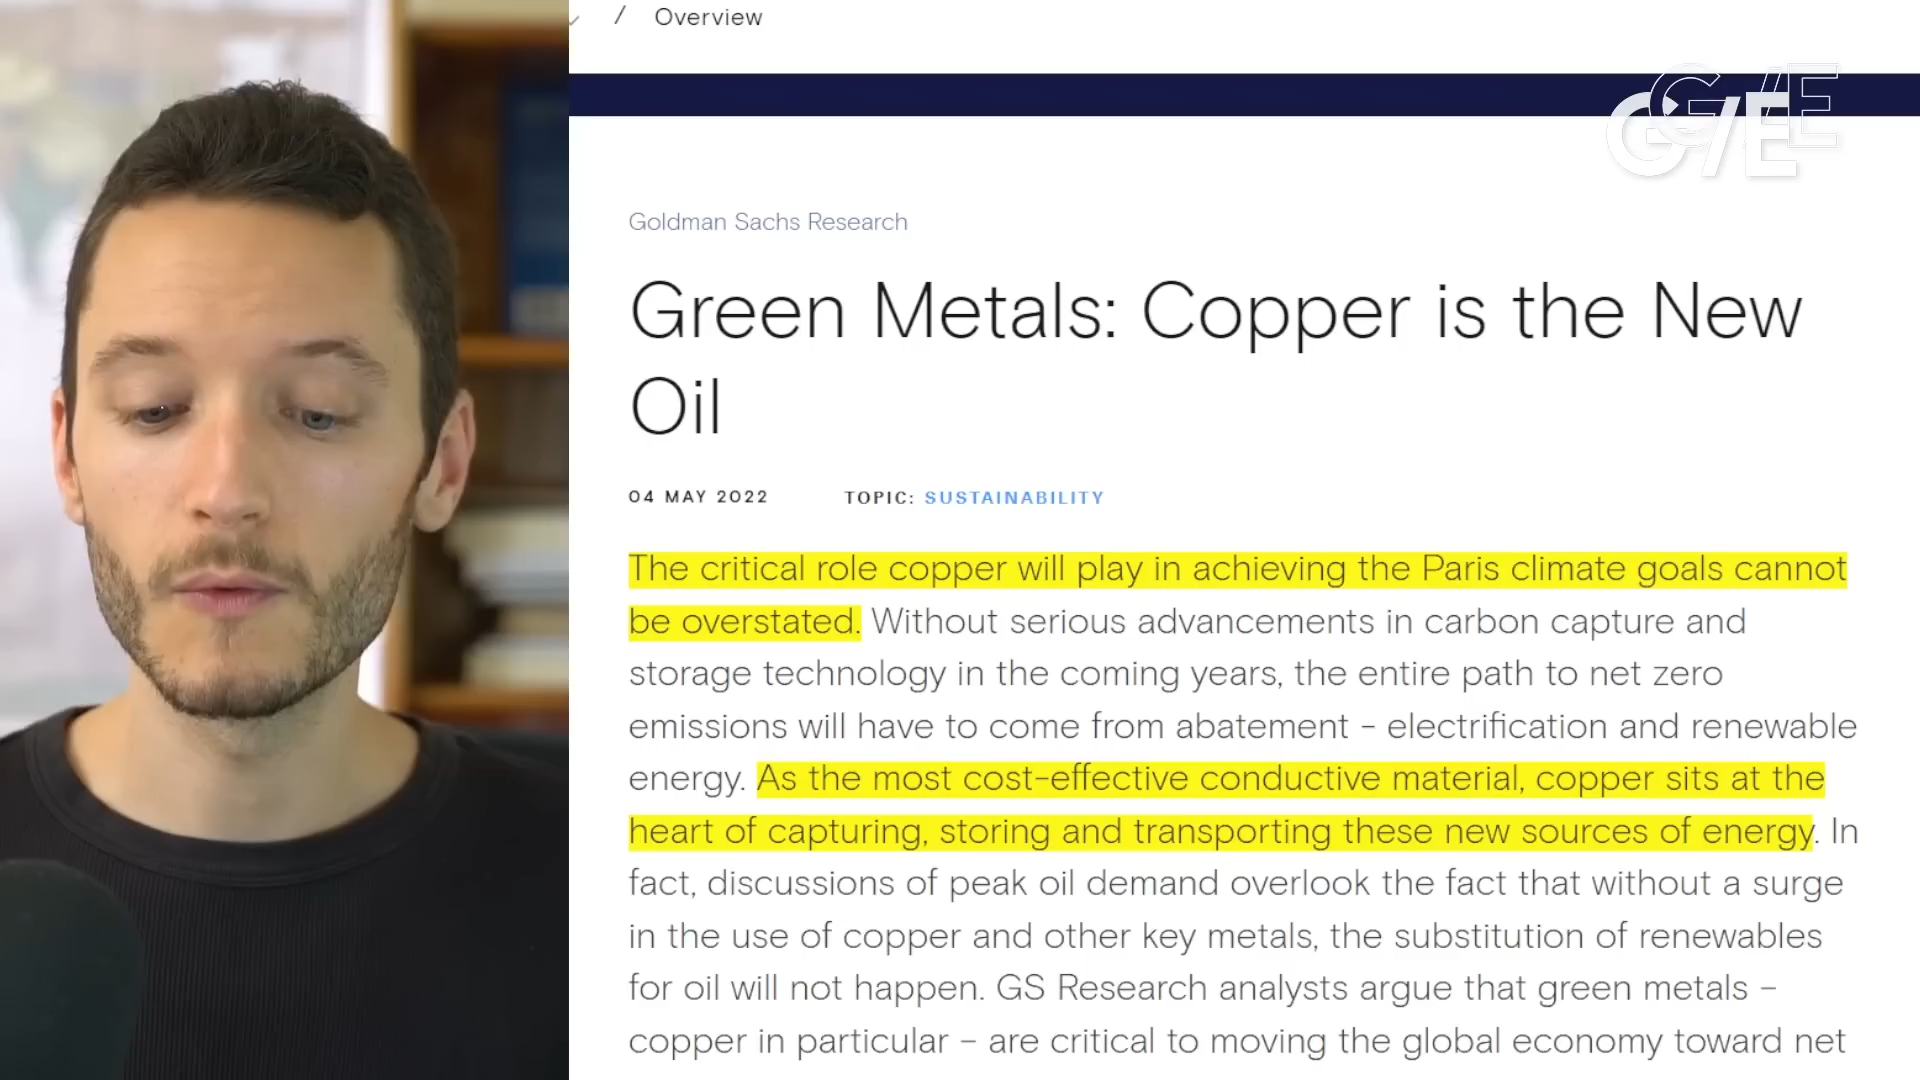 / Overview
G/E
G/E
Goldman Sachs Research
Green Metals: Copper is the New
Oil
04 MAY 2022 TOPIC: SUSTAINABILITY
The critical role copper will play in achieving the Paris climate goals cannot
be overstated. Without serious advancements in carbon capture and
storage technology in the coming years, the entire path to net zero
emissions will have to come from abatement – electrification and renewable
energy. As the most cost-effective conductive material, copper sits at the
heart of capturing, storing and transporting these new sources of energy. In
fact, discussions of peak oil demand overlook the fact that without a surge
in the use of copper and other key metals, the substitution of renewables
for oil will not happen. GS Research analysts argue that green metals –
copper in particular – are critical to moving the global economy toward net